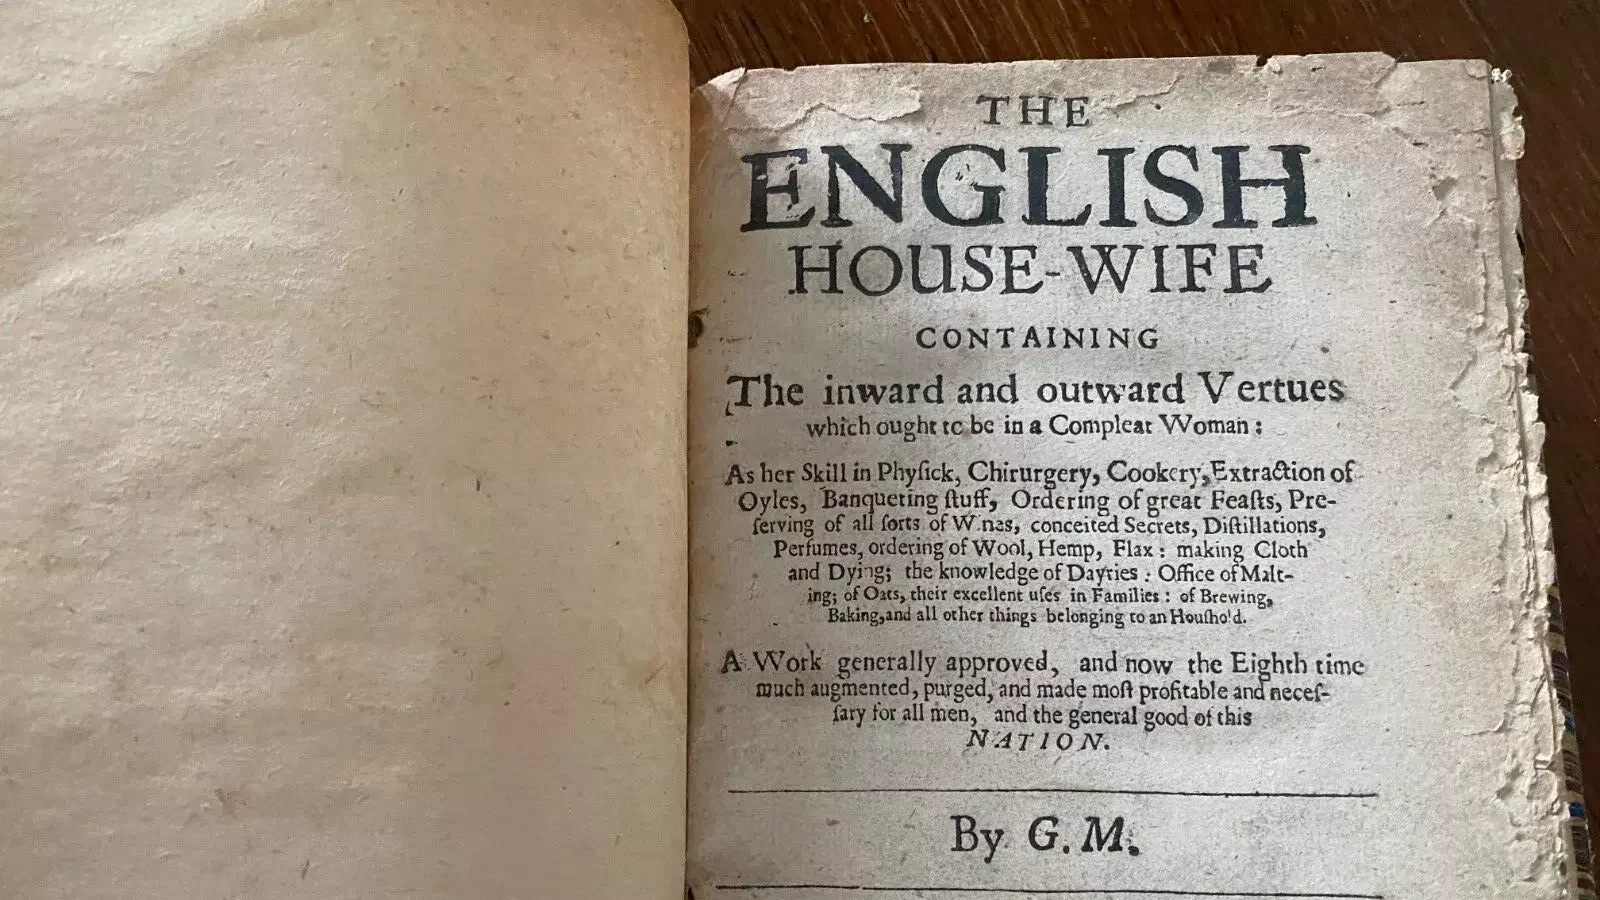 THE
ENGLISH
HOUSE-WIFE
CONTAINING
The inward and outward Vertues
which ought to be in a Compleat Woman:
As her Skill in Phyſick, Chirurgery, Cookery, Extraction of
Oyles, Banqueting ſtuff, Ordering of great Feaſts, Pre-
ſerving of all ſorts of Wines, conceited Secrets, Diſtillations,
Perfumes, ordering of Wool, Hemp, Flax: making Cloth
and Dying; the knowledge of Dayries: Office of Malt-
ing; of Oats, their excellent uſes in Families: of Brewing,
Baking, and all other things belonging to an Houſhold.
A Work generally approved, and now the Eighth time
much augmented, purged, and made moſt profitable and neceſ-
ſary for all men, and the general good of this
NATION.
By G. M.